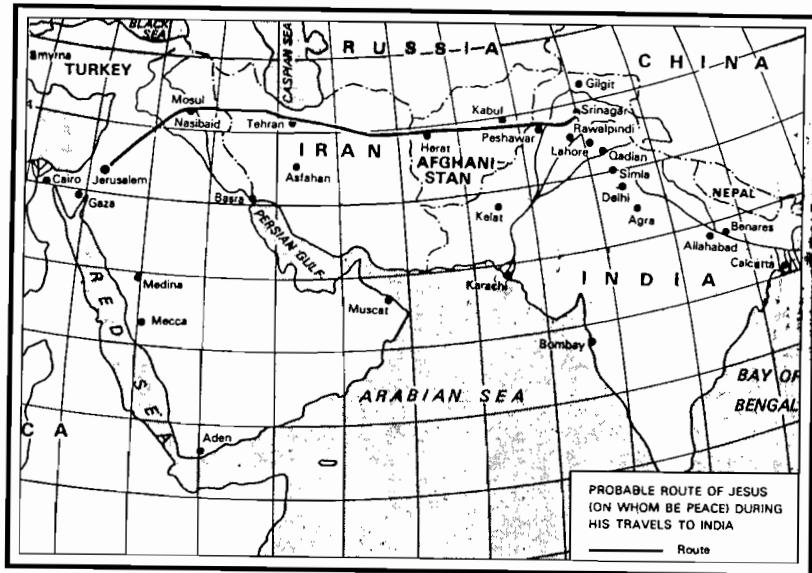 BLACK
SEA
CASPIAN SEA
R U S S I A
C H I N A
Smyrna
TURKEY
Gilgit
Mosul
Nasibaid
Tehran
Kabul
Srinagar
Rawalpindi
Peshawar
I R A N
Herat
AFGHANI-
STAN
Lahore
Qadian
Simla
Cairo
Jerusalem
Gaza
Asfahan
Delhi
NEPAL
Basra
Kelat
Agra
Benares
Allahabad
Calcutta
PERSIAN GULF
I N D I A
Karachi
Medina
Muscat
Mecca
RED SEA
Bombay
BAY OF
BENGAL
ARABIAN SEA
C A
Aden
PROBABLE ROUTE OF JESUS
(ON WHOM BE PEACE) DURING
HIS TRAVELS TO INDIA
Route